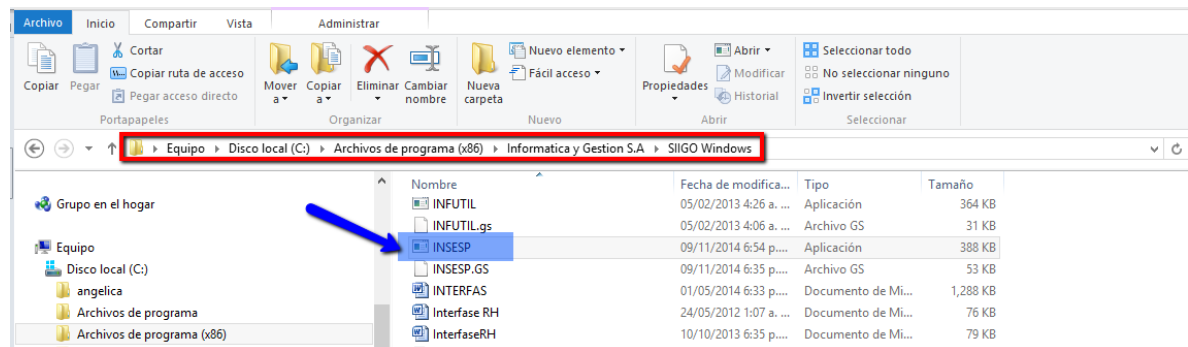 Archivo Inicio Compartir Vista Administrar
Copiar
Pegar
Cortar
Copiar ruta de acceso
Pegar acceso directo
Portapapeles
Mover a
Copiar a
Eliminar
Cambiar nombre
Organizar
Nueva carpeta
Nuevo elemento
Fácil acceso
Nuevo
Propiedades
Abrir
Modificar
Historial
Abrir
Seleccionar todo
No seleccionar ninguno
Invertir selección
Seleccionar
Equipo Disco local (C:) Archivos de programa (x86) Informatica y Gestion S.A SIIGO Windows
Grupo en el hogar
Equipo
Disco local (C:)
angelica
Archivos de programa
Archivos de programa (x86)
Nombre Fecha de modifica... Tipo Tamaño
INFUTIL 05/02/2013 4:26 a. ... Aplicación 364 KB
INFUTIL.gs 05/02/2013 4:06 a. ... Archivo GS 31 KB
INSESP 09/11/2014 6:54 p.... Aplicación 388 KB
INSESP.GS 09/11/2014 6:35 p.... Archivo GS 53 KB
INTERFAS 01/05/2014 6:33 p.... Documento de Mi... 1,288 KB
Interfase RH 24/05/2012 1:07 a. ... Documento de Mi... 76 KB
InterfaseRH 10/10/2013 6:35 p.... Documento de Mi... 79 KB